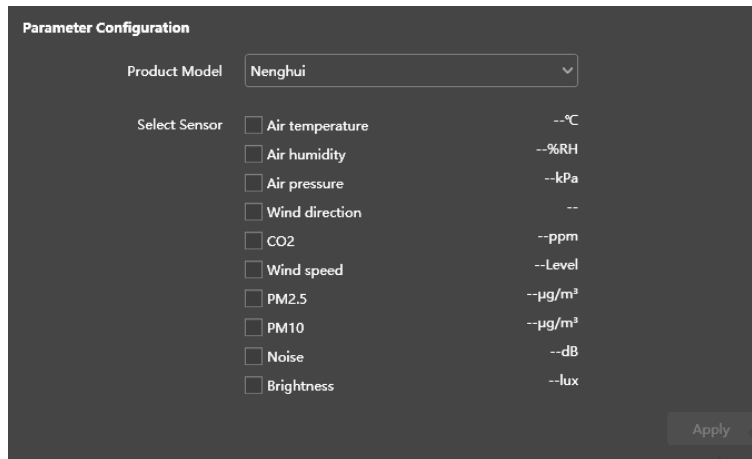 Parameter Configuration
Product Model Nenghui
Select Sensor Air temperature --℃
Air humidity --%RH
Air pressure --kPa
Wind direction --
CO2 --ppm
Wind speed --Level
PM2.5 --μg/m³
PM10 --μg/m³
Noise --dB
Brightness --lux
Apply